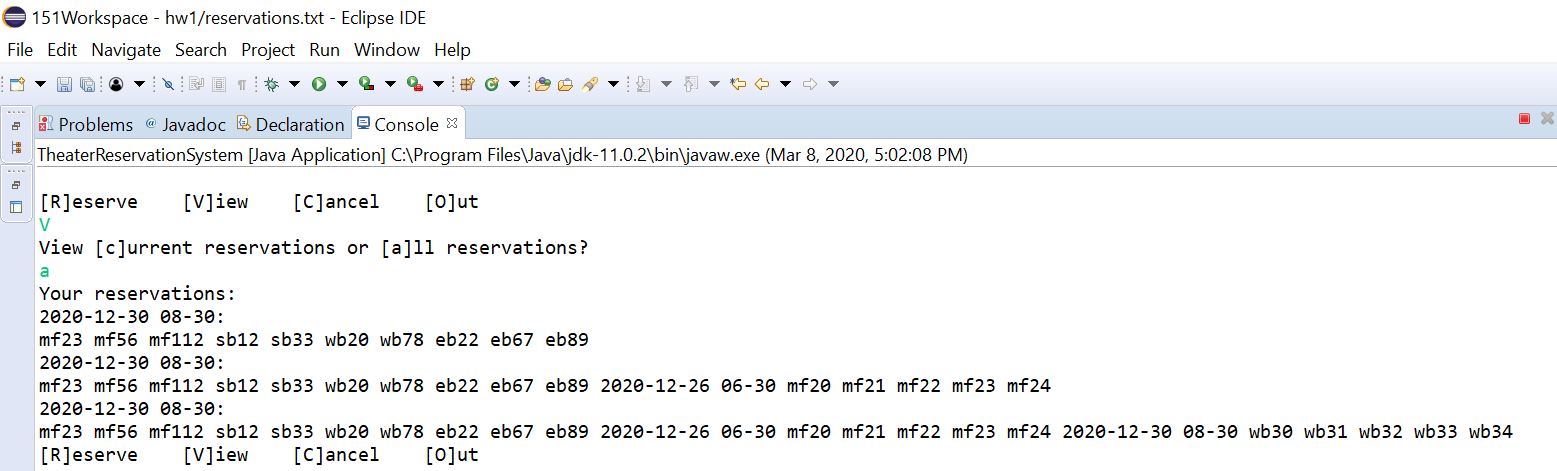 151Workspace - hw1/reservations.txt - Eclipse IDE
File Edit Navigate Search Project Run Window Help
Problems @ Javadoc Declaration Console
TheaterReservationSystem [Java Application] C:\Program Files\Java\jdk-11.0.2\bin\javaw.exe (Mar 8, 2020, 5:02:08 PM)
[R]eserve [V]iew [C]ancel [O]ut
V
View [c]urrent reservations or [a]ll reservations?
a
Your reservations:
2020-12-30 08-30:
mf23 mf56 mf112 sb12 sb33 wb20 wb78 eb22 eb67 eb89
2020-12-30 08-30:
mf23 mf56 mf112 sb12 sb33 wb20 wb78 eb22 eb67 eb89 2020-12-26 06-30 mf20 mf21 mf22 mf23 mf24
2020-12-30 08-30:
mf23 mf56 mf112 sb12 sb33 wb20 wb78 eb22 eb67 eb89 2020-12-26 06-30 mf20 mf21 mf22 mf23 mf24 2020-12-30 08-30 wb30 wb31 wb32 wb33 wb34
[R]eserve [V]iew [C]ancel [O]ut